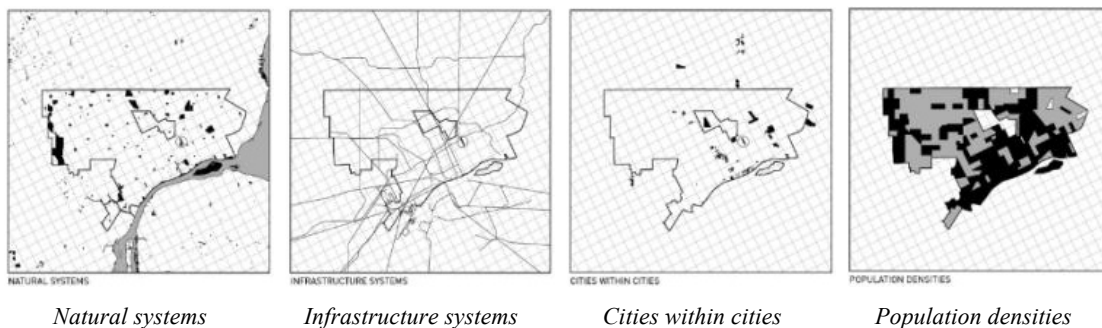 NATURAL SYSTEMS
INFRASTRUCTURE SYSTEMS
CITIES WITHIN CITIES
POPULATION DENSITIES
Natural systems
Infrastructure systems
Cities within cities
Population densities